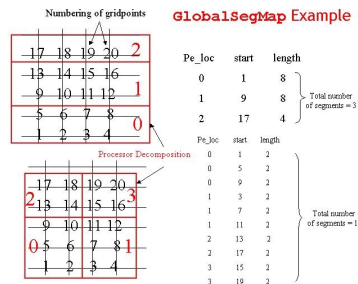 Numbering of gridpoints
GlobalSegMap Example
17 18 19 20 2
13 14 15 16
9 10 11 12 1
5 6 7 8
1 2 3 4 0
Pe_loc start length
0 1 8
1 9 8
2 17 4
Total number
of segments = 3
Processor Decomposition
17 18 19 20
2 3
13 14 15 16
9 10 11 12
0 5 6 7 8 1
1 2 3 4
Pe_loc start length
0 1 2
0 5 2
0 9 2
1 3 2
1 7 2
1 11 2
2 13 2
2 17 2
3 15 2
3 19 2
Total number
of segments = 1